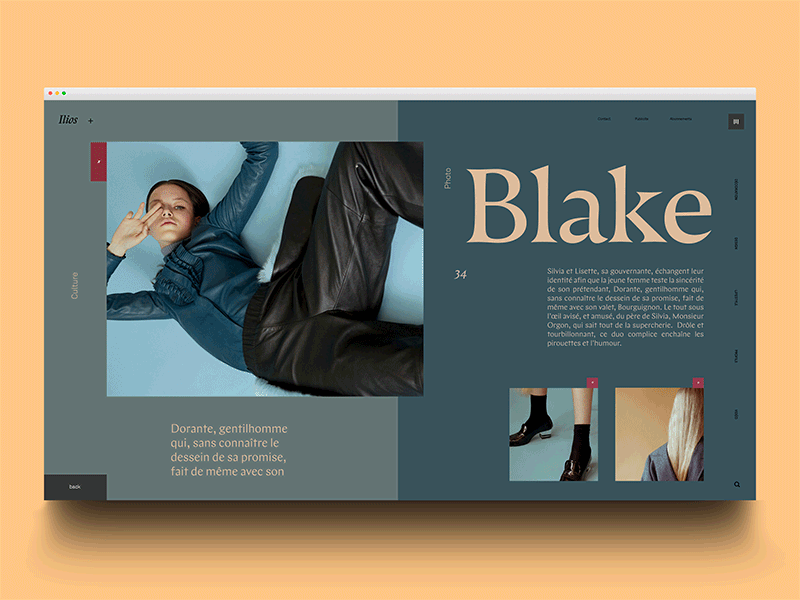 Ilios +
Contact
Culture
Photo
Blake
34
Silvia et Lisette, sa gouvernante, échangent leur
identité afin que la jeune femme teste la sincérité
de son prétendant, Dorante, gentilhomme qui,
sans connaître le dessein de sa promise, fait de
même avec son valet, Bourguignon. Le tout sous
l'œil avisé, et amusé, du père de Silvia, Monsieur
Orgon, qui sait tout de la supercherie. Drôle et
tourbillonnant, ce duo complice enchaîne les
pirouettes et l'humour.
Dorante, gentilhomme
qui, sans connaître le
dessein de sa promise,
fait de même avec son
back